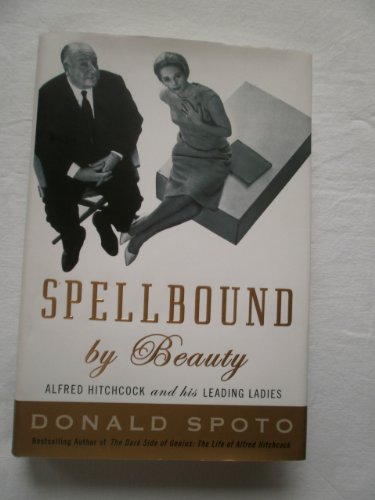 SPELLBOUND
by Beauty
ALFRED HITCHCOCK and his LEADING LADIES
DONALD SPOTO
Bestselling Author of The Dark Side of Genius: The Life of Alfred Hitchcock